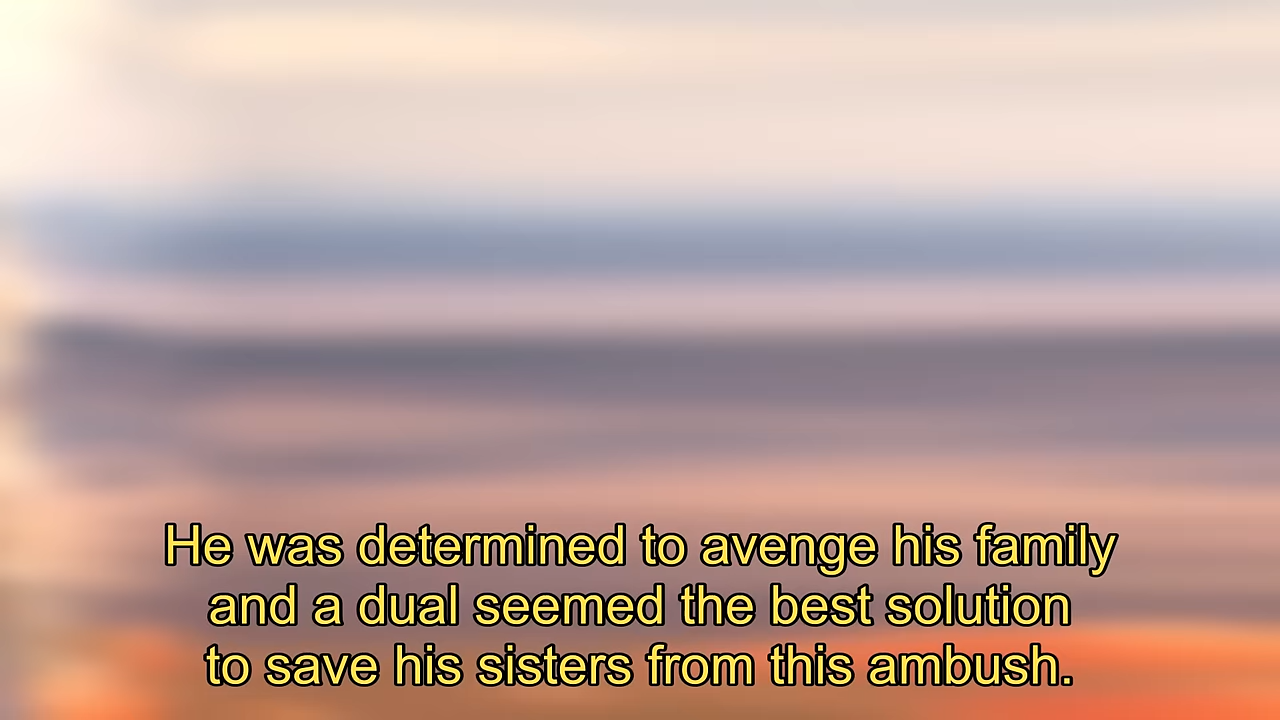 He was determined to avenge his family
and a dual seemed the best solution
to save his sisters from this ambush.